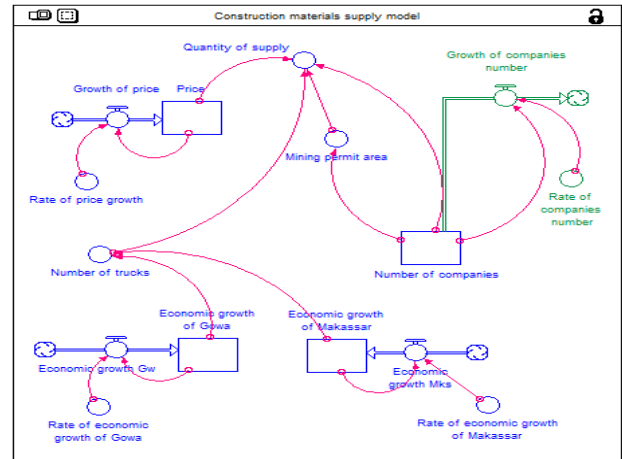 Construction materials supply model
Quantity of supply
Growth of companies
number
Growth of price
Price
Mining permit area
Rate of price growth
Rate of
companies
number
Number of trucks
Number of companies
Economic growth
of Gowa
Economic growth
of Makassar
Economic growth Gw
Economic
growth Mks
Rate of economic
growth of Gowa
Rate of economic growth
of Makassar